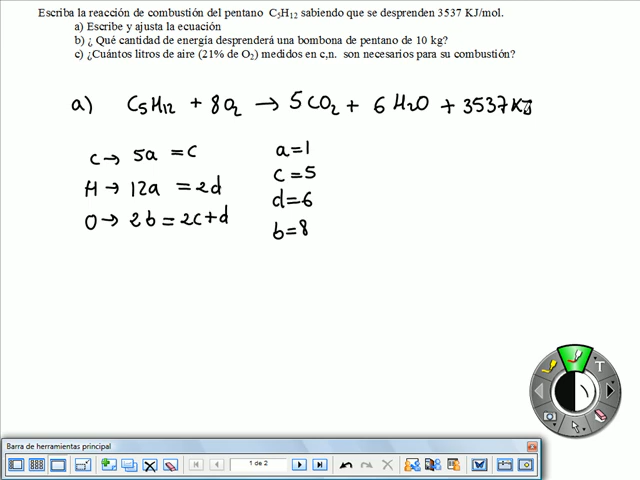 Escriba la reacción de combustión del pentano C5H12 sabiendo que se desprenden 3537 KJ/mol.
a) Escribe y ajusta la ecuación
b) ¿ Qué cantidad de energía desprenderá una bombona de pentano de 10 kg?
c) ¿Cuántos litros de aire (21% de O2) medidos en c,n. son necesarios para su combustión?
a) C5H12 + 8O2 → 5CO2 + 6H2O + 3537KJ
C → 5a = c
H → 12a = 2d
O → 2b = 2c+d
a=1
c=5
d=6
b=8
T
Barra de herramientas principal
1 de 2